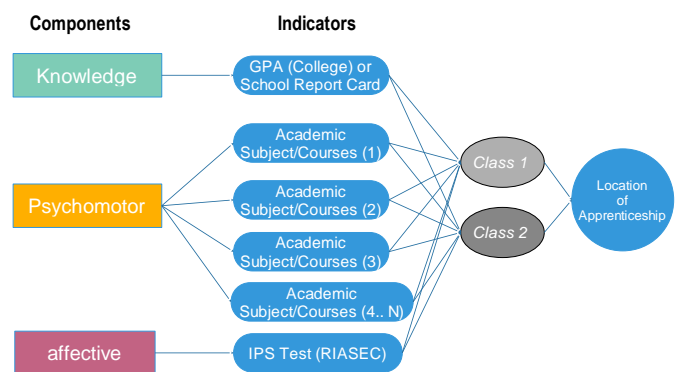 Components
Indicators
Knowledge
GPA (College) or
School Report Card
Academic
Subject/Courses (1)
Psychomotor
Academic
Subject/Courses (2)
Academic
Subject/Courses (3)
Academic
Subject/Courses (4.. N)
affective
IPS Test (RIASEC)
Class 1
Class 2
Location
of
Apprenticeship